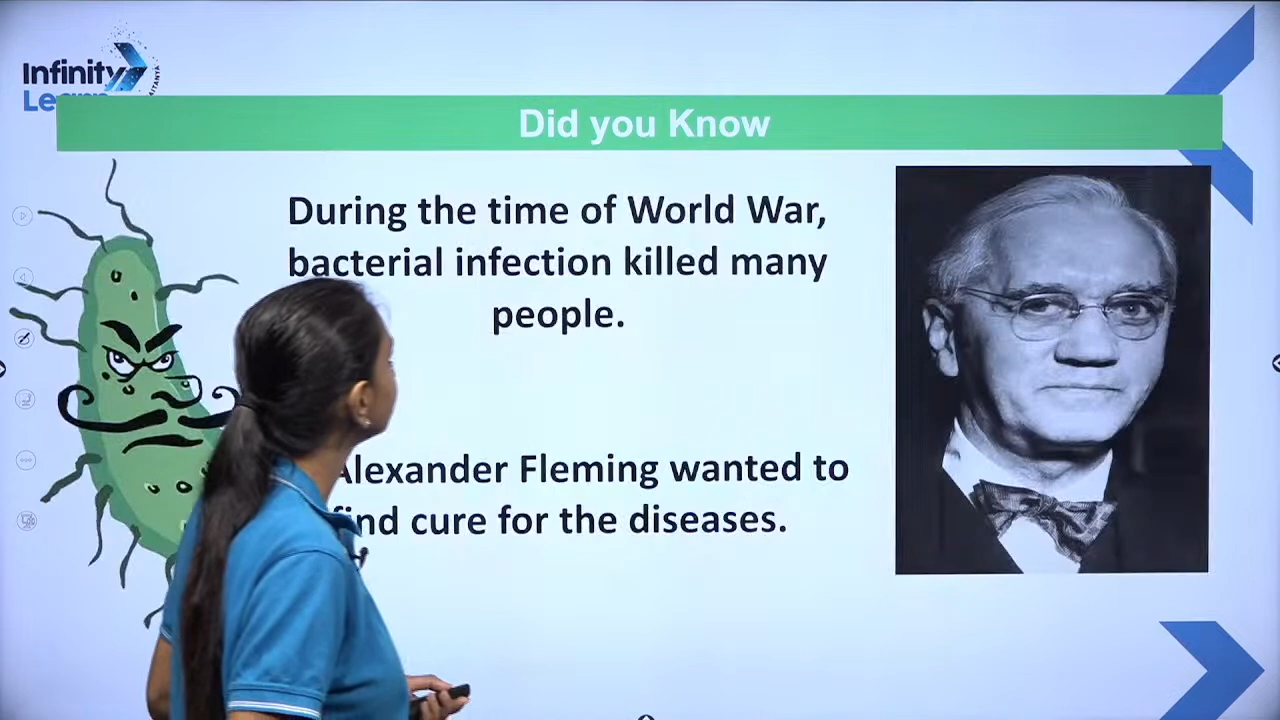 Infinity
Learn
Did you Know
During the time of World War,
bacterial infection killed many
people.
Alexander Fleming wanted to
find cure for the diseases.